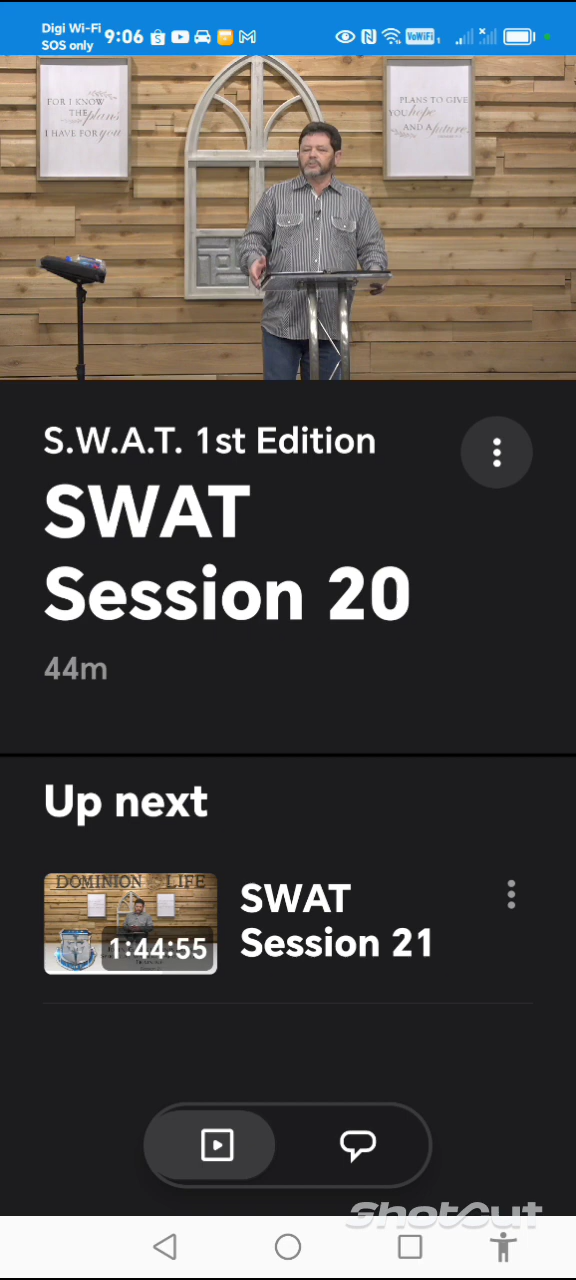 Digi Wi-Fi
SOS only
9:06
VoWiFi 1
FOR I KNOW
THE plans
I HAVE FOR you
PLANS TO GIVE
YOU hope
AND A future.
S.W.A.T. 1st Edition
SWAT
Session 20
44m
Up next
DOMINION LIFE
1:44:55
SWAT
Session 21
ShotCut